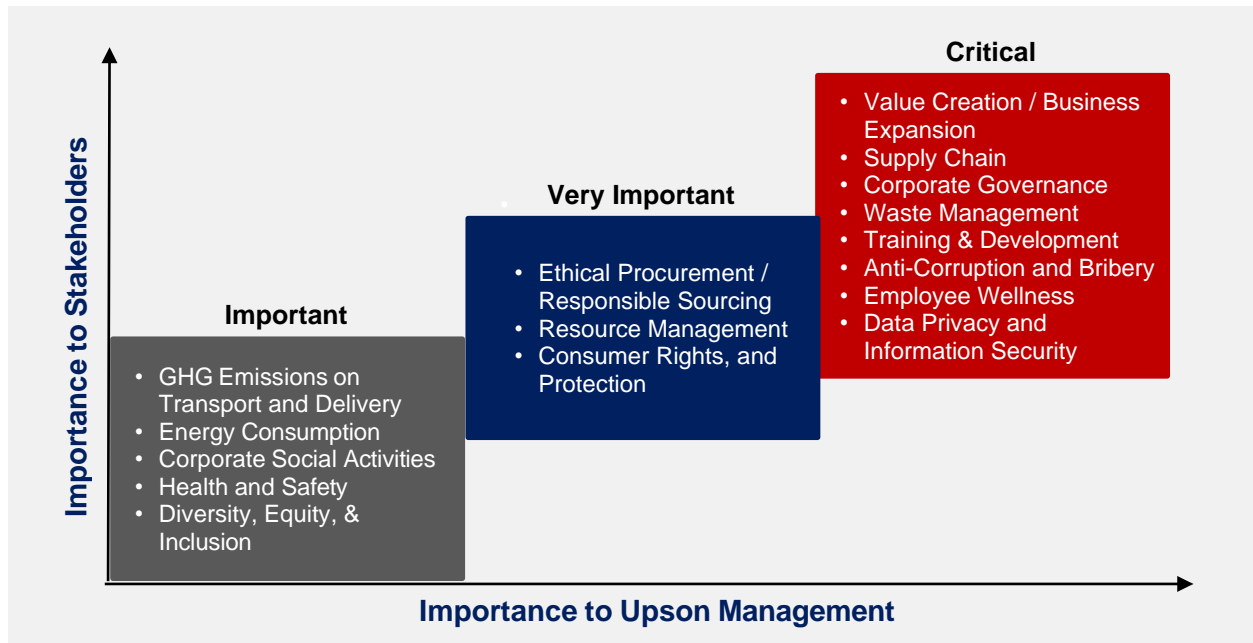 Critical
• Value Creation / Business
Expansion
• Supply Chain
• Corporate Governance
• Waste Management
• Training & Development
• Anti-Corruption and Bribery
• Employee Wellness
• Data Privacy and
Information Security
Very Important
• Ethical Procurement /
Responsible Sourcing
• Resource Management
• Consumer Rights, and
Protection
Important
• GHG Emissions on
Transport and Delivery
• Energy Consumption
• Corporate Social Activities
• Health and Safety
• Diversity, Equity, &
Inclusion
Importance to Stakeholders
Importance to Upson Management